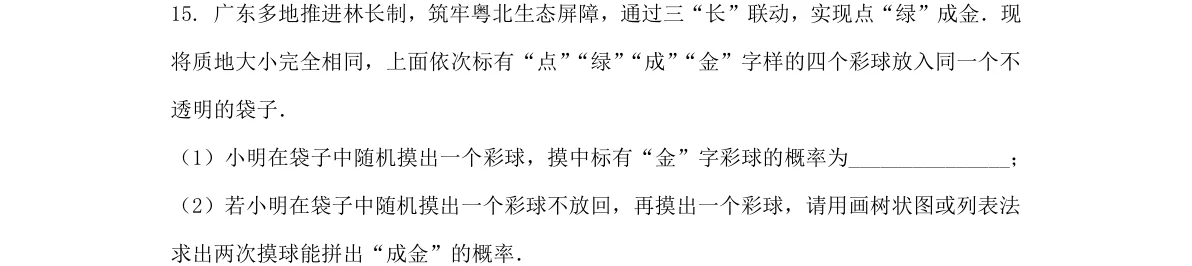 15. 广东多地推进林长制，筑牢粤北生态屏障，通过三“长”联动，实现点“绿”成金．现
将质地大小完全相同，上面依次标有“点”“绿”“成”“金”字样的四个彩球放入同一个不
透明的袋子．
（1）小明在袋子中随机摸出一个彩球，摸中标有“金”字彩球的概率为_______________；
（2）若小明在袋子中随机摸出一个彩球不放回，再摸出一个彩球，请用画树状图或列表法
求出两次摸球能拼出“成金”的概率．